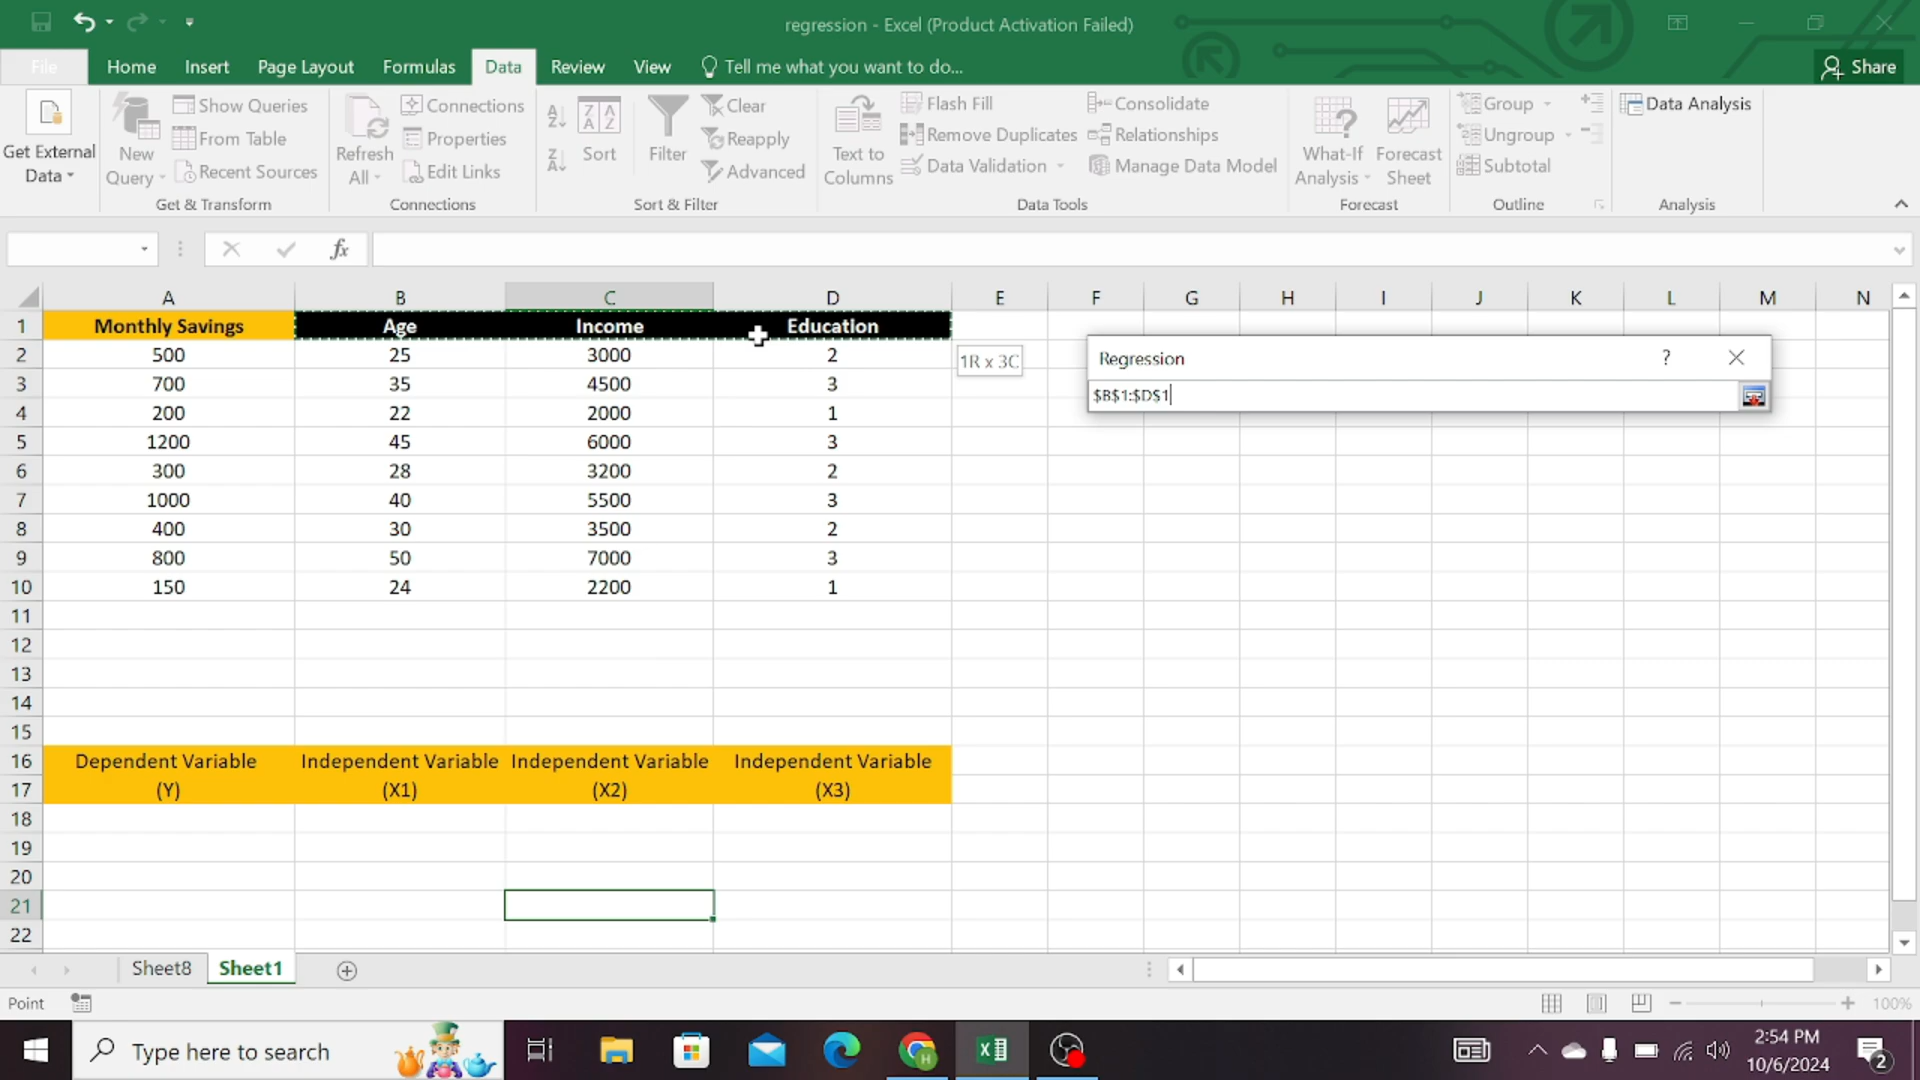 regression - Excel (Product Activation Failed)
File Home Insert Page Layout Formulas Data Review View Tell me what you want to do... Share
Get External Data
New Query
Show Queries
From Table
Recent Sources
Get & Transform
Refresh All
Connections
Properties
Edit Links
Connections
Sort
Filter
Clear
Reapply
Advanced
Sort & Filter
Text to Columns
Flash Fill
Remove Duplicates
Data Validation
Consolidate
Relationships
Manage Data Model
Data Tools
What-If Analysis
Forecast Sheet
Forecast
Group
Ungroup
Subtotal
Outline
Data Analysis
Analysis
fx
A B C D E F G H I J K L M N
1 Monthly Savings Age Income Education
2 500 25 3000 2
3 700 35 4500 3
4 200 22 2000 1
5 1200 45 6000 3
6 300 28 3200 2
7 1000 40 5500 3
8 400 30 3500 2
9 800 50 7000 3
10 150 24 2200 1
11
12
13
14
15
16 Dependent Variable Independent Variable Independent Variable Independent Variable
17 (Y) (X1) (X2) (X3)
18
19
20
21
22
1R x 3C
Regression ?
$B$1:$D$1
Sheet8 Sheet1
Point 100%
Type here to search
2:54 PM
10/6/2024
2